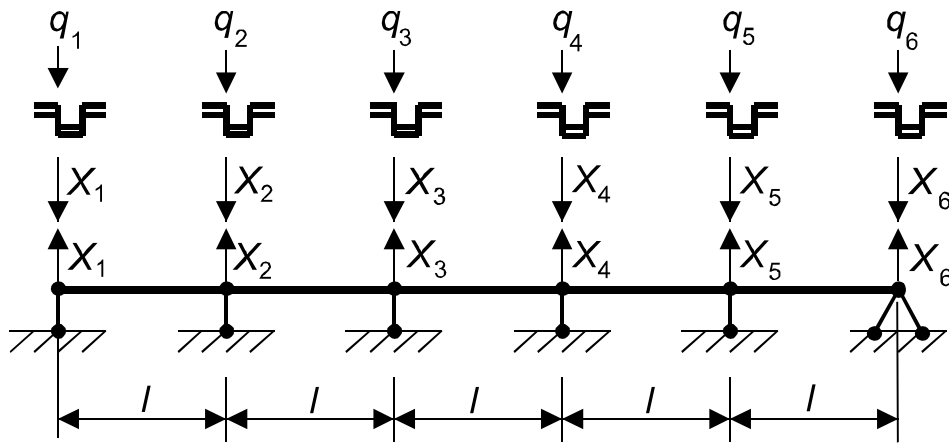 q₁ q₂ q₃ q₄ q₅ q₆
X₁ X₂ X₃ X₄ X₅ X₆
X₁ X₂ X₃ X₄ X₅ X₆
l l l l l